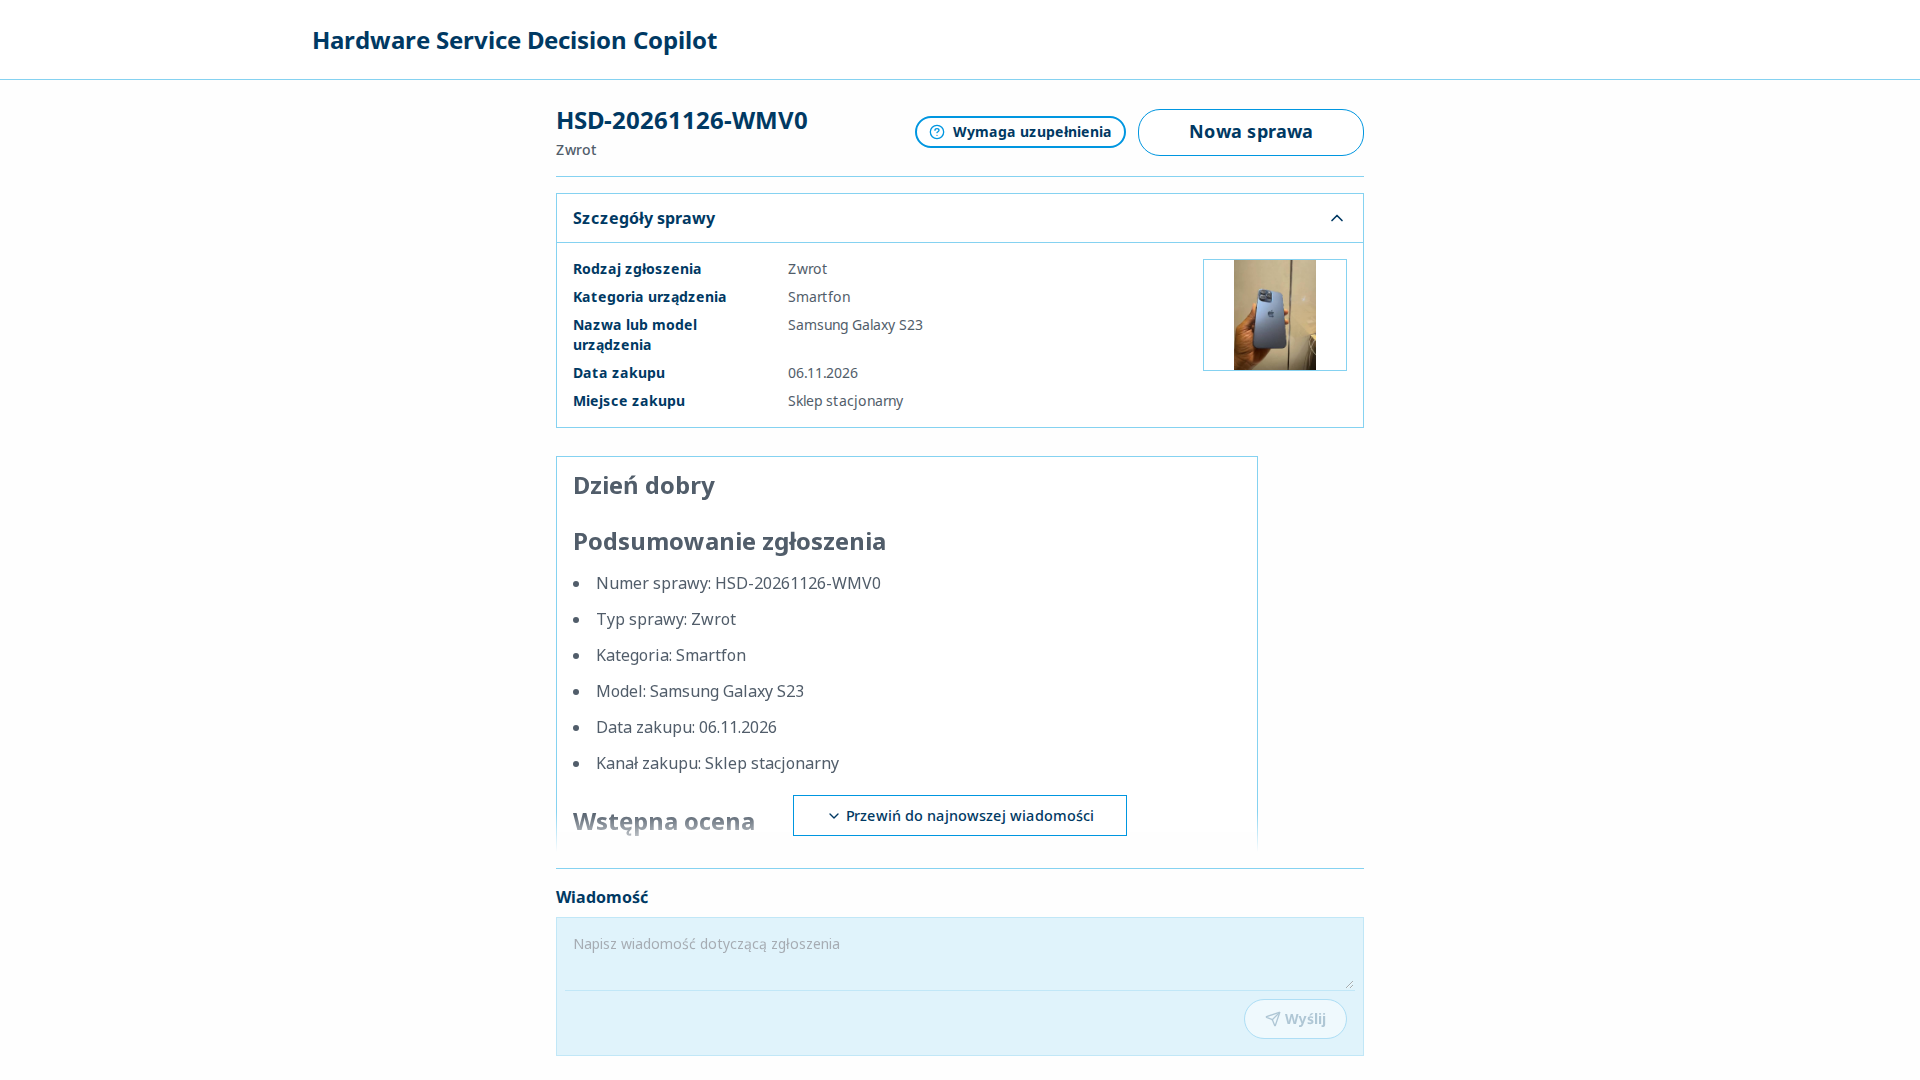 Hardware Service Decision Copilot
HSD-20261126-WMV0
Zwrot
Wymaga uzupełnienia
Nowa sprawa
Szczegóły sprawy
Rodzaj zgłoszenia
Zwrot
Kategoria urządzenia
Smartfon
Nazwa lub model
urządzenia
Samsung Galaxy S23
Data zakupu
06.11.2026
Miejsce zakupu
Sklep stacjonarny
Dzień dobry
Podsumowanie zgłoszenia
Numer sprawy: HSD-20261126-WMV0
Typ sprawy: Zwrot
Kategoria: Smartfon
Model: Samsung Galaxy S23
Data zakupu: 06.11.2026
Kanał zakupu: Sklep stacjonarny
Wstępna ocena
Przewiń do najnowszej wiadomości
Wiadomość
Napisz wiadomość dotyczącą zgłoszenia
Wyślij